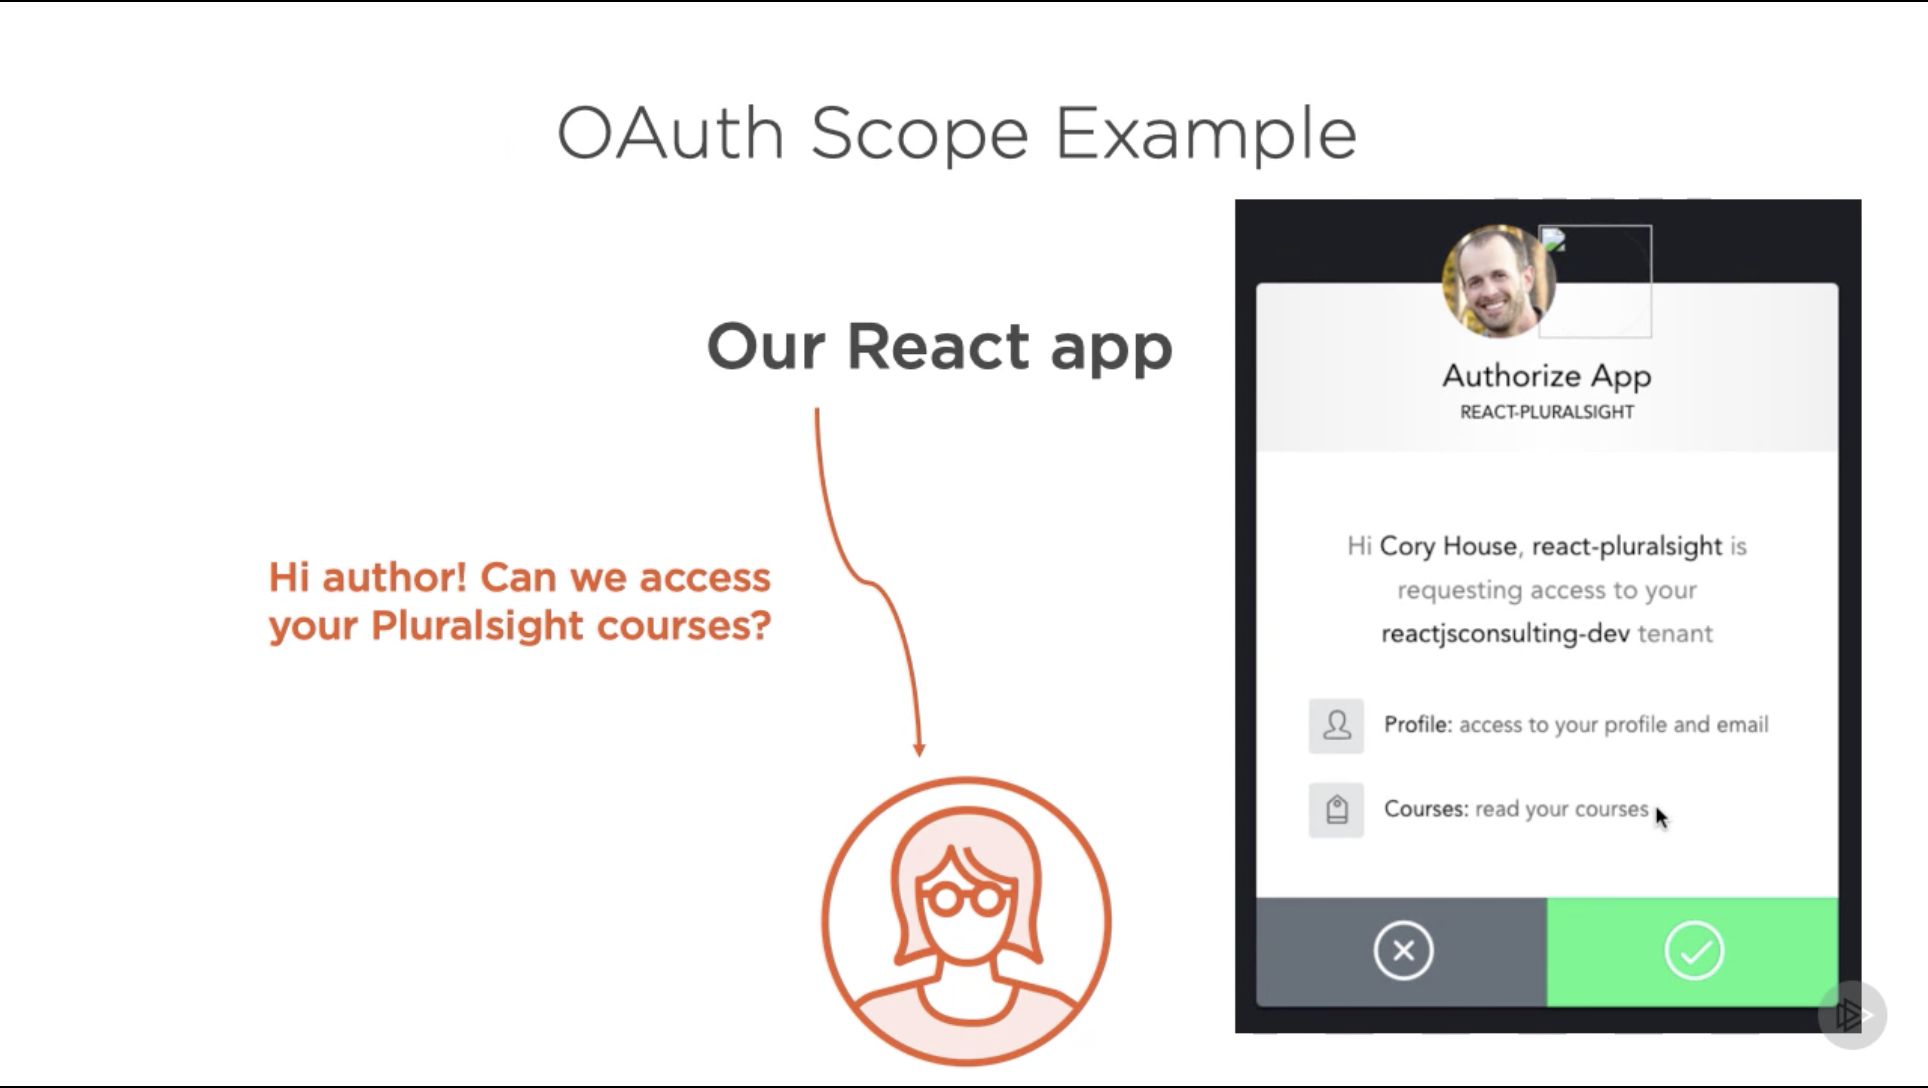 OAuth Scope Example
Our React app
Hi author! Can we access
your Pluralsight courses?
Authorize App
REACT-PLURALSIGHT
Hi Cory House, react-pluralsight is
requesting access to your
reactjsconsulting-dev tenant
Profile: access to your profile and email
Courses: read your courses